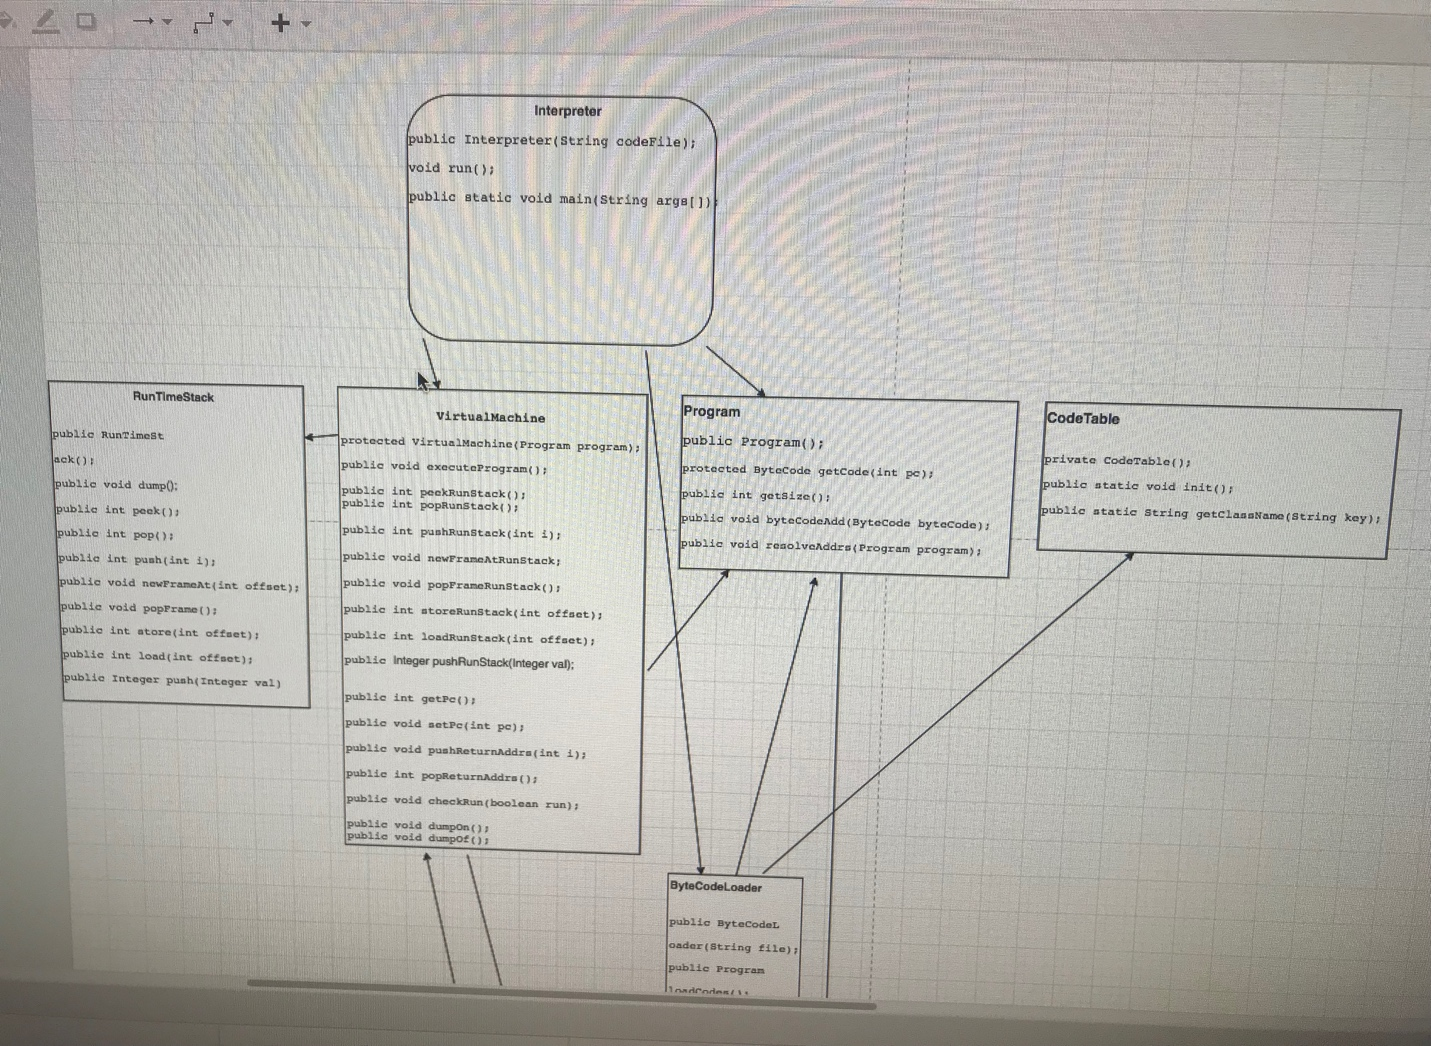 Interpreter
public Interpreter(String codeFile);
void run();
public static void main(String args[])
RunTimeStack
public RunTimeSt
ack();
public void dump();
public int peek();
public int pop();
public int push(int i);
public void newFrameAt(int offset);
public void popFrame();
public int store(int offset);
public int load(int offset);
public Integer push(Integer val)
VirtualMachine
protected VirtualMachine(Program program);
public void executeProgram();
public int peekRunStack();
public int popRunStack();
public int pushRunStack(int i);
public void newFrameAtRunStack;
public void popFrameRunStack();
public int storeRunStack(int offset);
public int loadRunStack(int offset);
public Integer pushRunStack(Integer val);
public int getPc();
public void setPc(int pc);
public void pushReturnAddrs(int i);
public int popReturnAddrs();
public void checkRun(boolean run);
public void dumpOn();
public void dumpOf();
Program
public Program();
protected ByteCode getCode(int pc);
public int getSize();
public void byteCodeAdd(ByteCode byteCode);
public void resolveAddrs(Program program);
CodeTable
private CodeTable();
public static void init();
public static String getClassName(String key);
ByteCodeLoader
public ByteCodeL
oader(String file);
public Program
loadCodes();